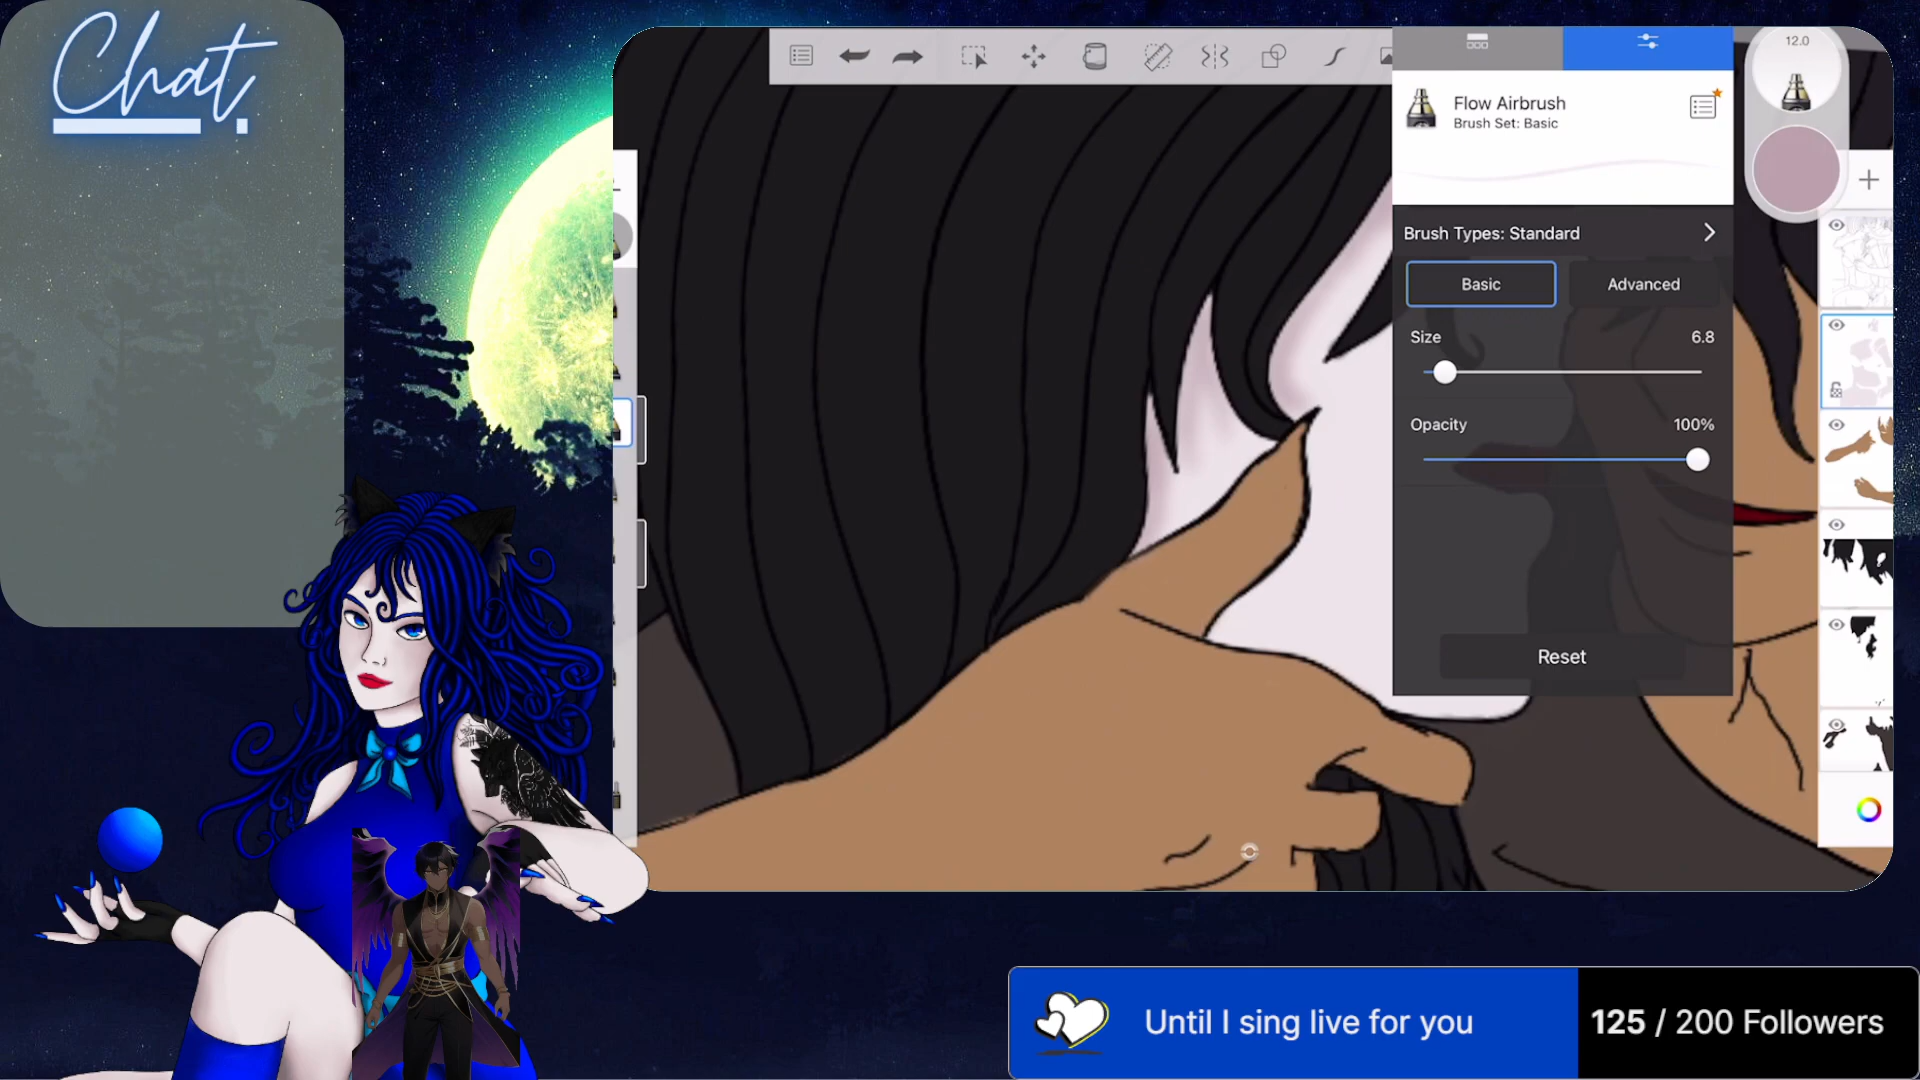 Chat
12.0
Flow Airbrush
Brush Set: Basic
Brush Types: Standard
Basic
Advanced
Size
6.8
Opacity
100%
Reset
Until I sing live for you
125 / 200 Followers